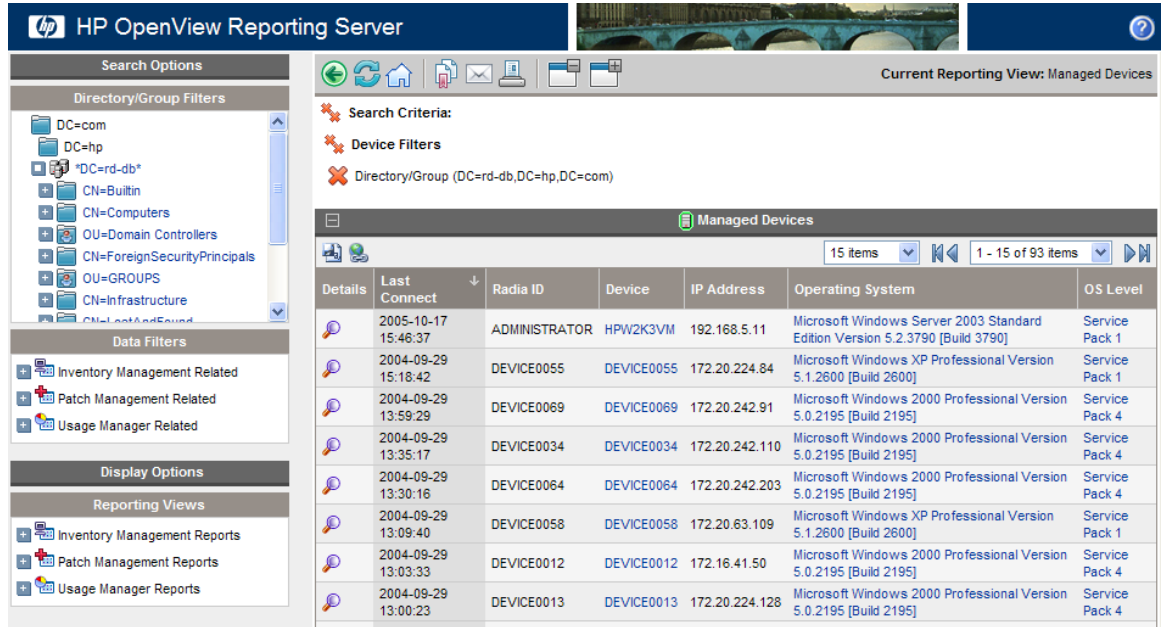 hp HP OpenView Reporting Server
Search Options
Directory/Group Filters
DC=com
DC=hp
*DC=rd-db*
CN=Builtin
CN=Computers
OU=Domain Controllers
CN=ForeignSecurityPrincipals
OU=GROUPS
CN=Infrastructure
CN=LostAndFound
Data Filters
Inventory Management Related
Patch Management Related
Usage Manager Related
Display Options
Reporting Views
Inventory Management Reports
Patch Management Reports
Usage Manager Reports
Current Reporting View: Managed Devices
Search Criteria:
Device Filters
Directory/Group (DC=rd-db,DC=hp,DC=com)
Managed Devices
15 items 1 - 15 of 93 items
Details Last Connect Radia ID Device IP Address Operating System OS Level
2005-10-17 15:46:37 ADMINISTRATOR HPW2K3VM 192.168.5.11 Microsoft Windows Server 2003 Standard Edition Version 5.2.3790 [Build 3790] Service Pack 1
2004-09-29 15:18:42 DEVICE0055 DEVICE0055 172.20.224.84 Microsoft Windows XP Professional Version 5.1.2600 [Build 2600] Service Pack 1
2004-09-29 13:59:29 DEVICE0069 DEVICE0069 172.20.242.91 Microsoft Windows 2000 Professional Version 5.0.2195 [Build 2195] Service Pack 4
2004-09-29 13:35:17 DEVICE0034 DEVICE0034 172.20.242.110 Microsoft Windows 2000 Professional Version 5.0.2195 [Build 2195] Service Pack 4
2004-09-29 13:30:16 DEVICE0064 DEVICE0064 172.20.242.203 Microsoft Windows 2000 Professional Version 5.0.2195 [Build 2195] Service Pack 4
2004-09-29 13:09:40 DEVICE0058 DEVICE0058 172.20.63.109 Microsoft Windows XP Professional Version 5.1.2600 [Build 2600] Service Pack 1
2004-09-29 13:03:33 DEVICE0012 DEVICE0012 172.16.41.50 Microsoft Windows 2000 Professional Version 5.0.2195 [Build 2195] Service Pack 4
2004-09-29 13:00:23 DEVICE0013 DEVICE0013 172.20.224.128 Microsoft Windows 2000 Professional Version 5.0.2195 [Build 2195] Service Pack 4